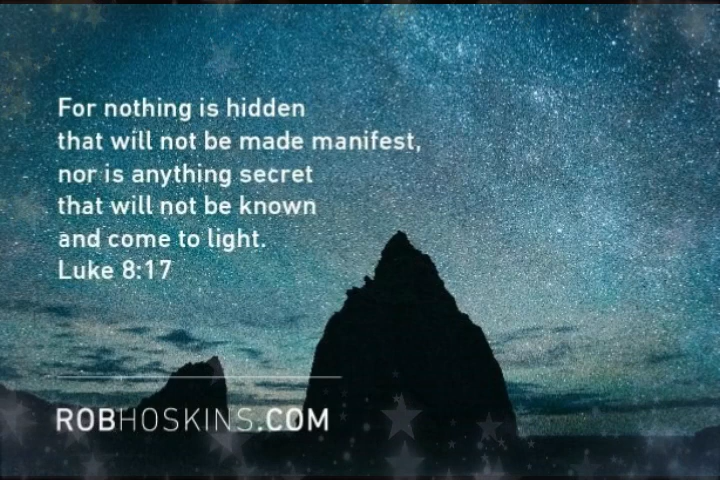 For nothing is hidden
that will not be made manifest,
nor is anything secret
that will not be known
and come to light.
Luke 8:17
ROBHOSKINS.COM